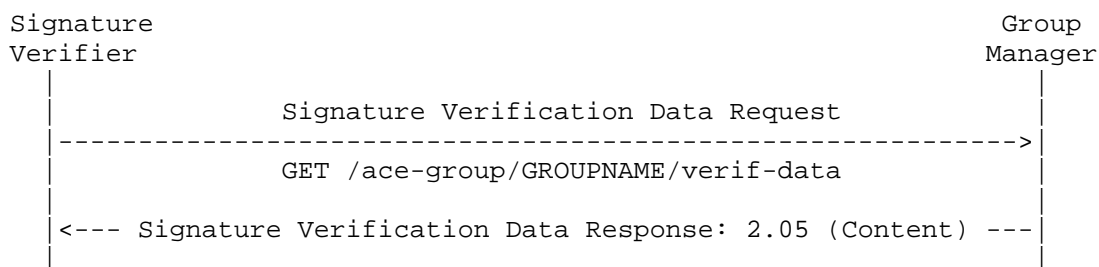 Signature Group
Verifier Manager
Signature Verification Data Request
GET /ace-group/GROUPNAME/verif-data
Signature Verification Data Response: 2.05 (Content)